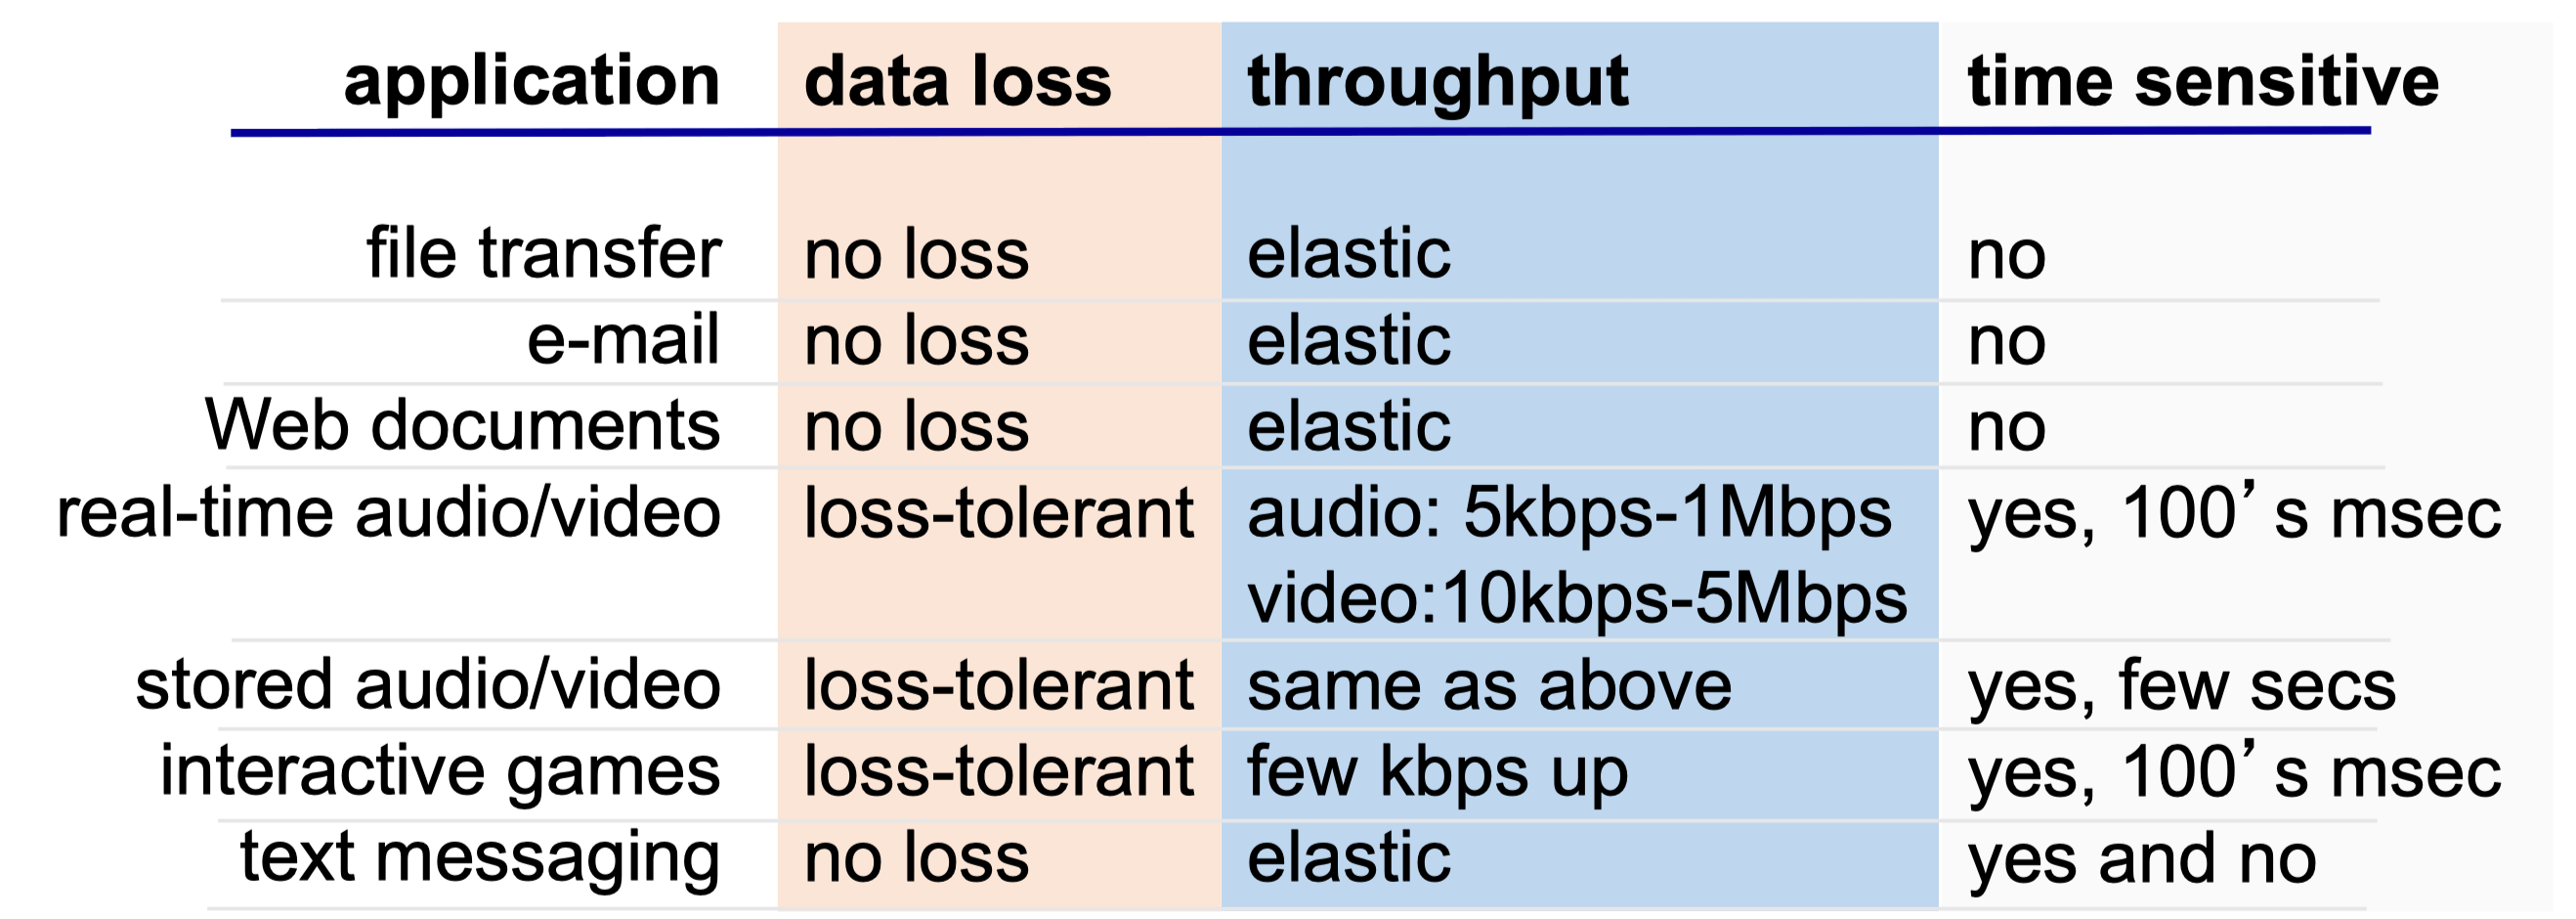 application data loss throughput time sensitive
file transfer no loss elastic no
e-mail no loss elastic no
Web documents no loss elastic no
real-time audio/video loss-tolerant audio: 5kbps-1Mbps yes, 100’s msec
video:10kbps-5Mbps
stored audio/video loss-tolerant same as above yes, few secs
interactive games loss-tolerant few kbps up yes, 100’s msec
text messaging no loss elastic yes and no